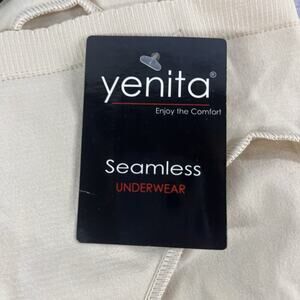 yenita®
Enjoy the Comfort
Seamless
UNDERWEAR